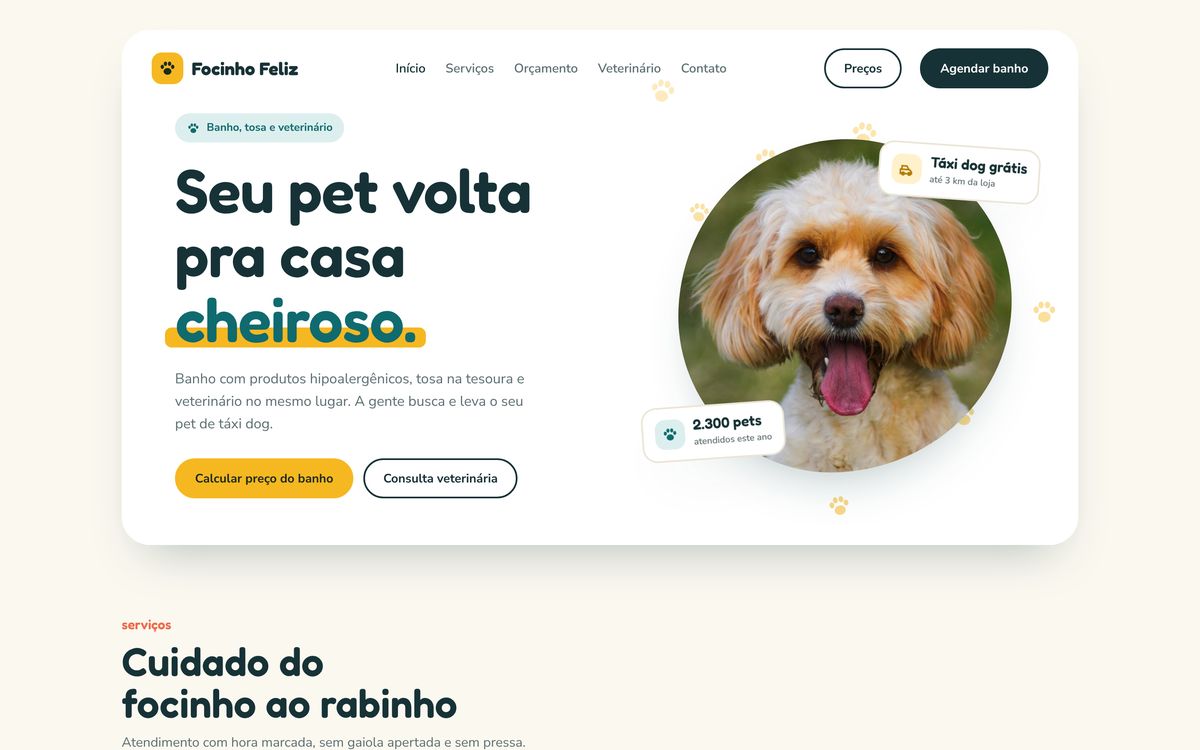 Focinho Feliz
Início Serviços Orçamento Veterinário Contato
Preços
Agendar banho
Banho, tosa e veterinário
Seu pet volta
pra casa
cheiroso.
Banho com produtos hipoalergênicos, tosa na tesoura e
veterinário no mesmo lugar. A gente busca e leva o seu
pet de táxi dog.
Calcular preço do banho
Consulta veterinária
Táxi dog grátis
até 3 km da loja
2.300 pets
atendidos este ano
serviços
Cuidado do
focinho ao rabinho
Atendimento com hora marcada, sem gaiola apertada e sem pressa.